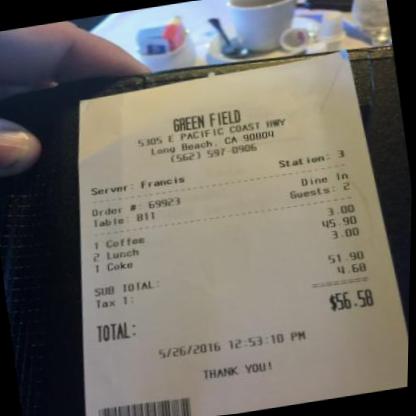 GREEN FIELD
5305 E PACIFIC COAST HWY
Long Beach, CA 90804
(562) 597-0906
Server: Francis Station: 3
Order #: 69923 Dine In
Table: 811 Guests: 2
1 Coffee 3.00
2 Lunch 45.90
1 Coke 3.00
SUB TOTAL: 51.90
Tax 1: 4.68
TOTAL: $56.58
5/26/2016 12:53:10 PM
THANK YOU!